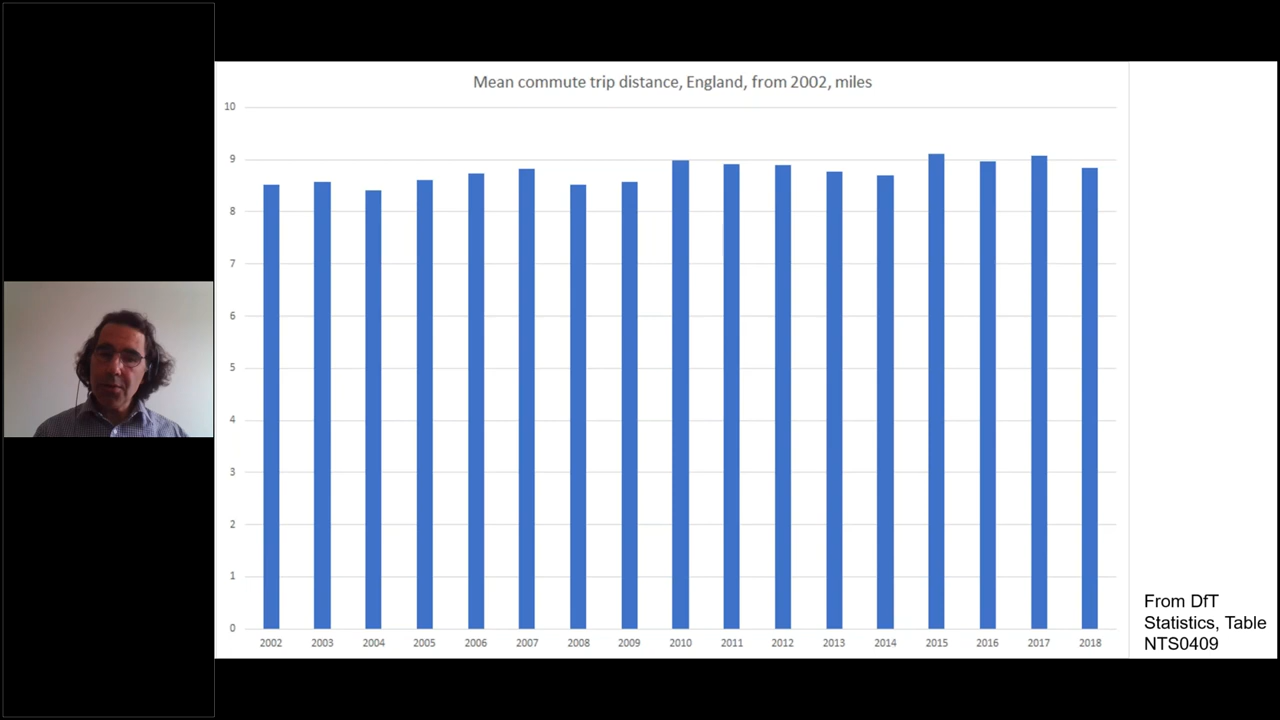 Mean commute trip distance, England, from 2002, miles
10
9
8
7
6
5
4
3
2
1
0
2002 2003 2004 2005 2006 2007 2008 2009 2010 2011 2012 2013 2014 2015 2016 2017 2018
From DfT
Statistics, Table
NTS0409